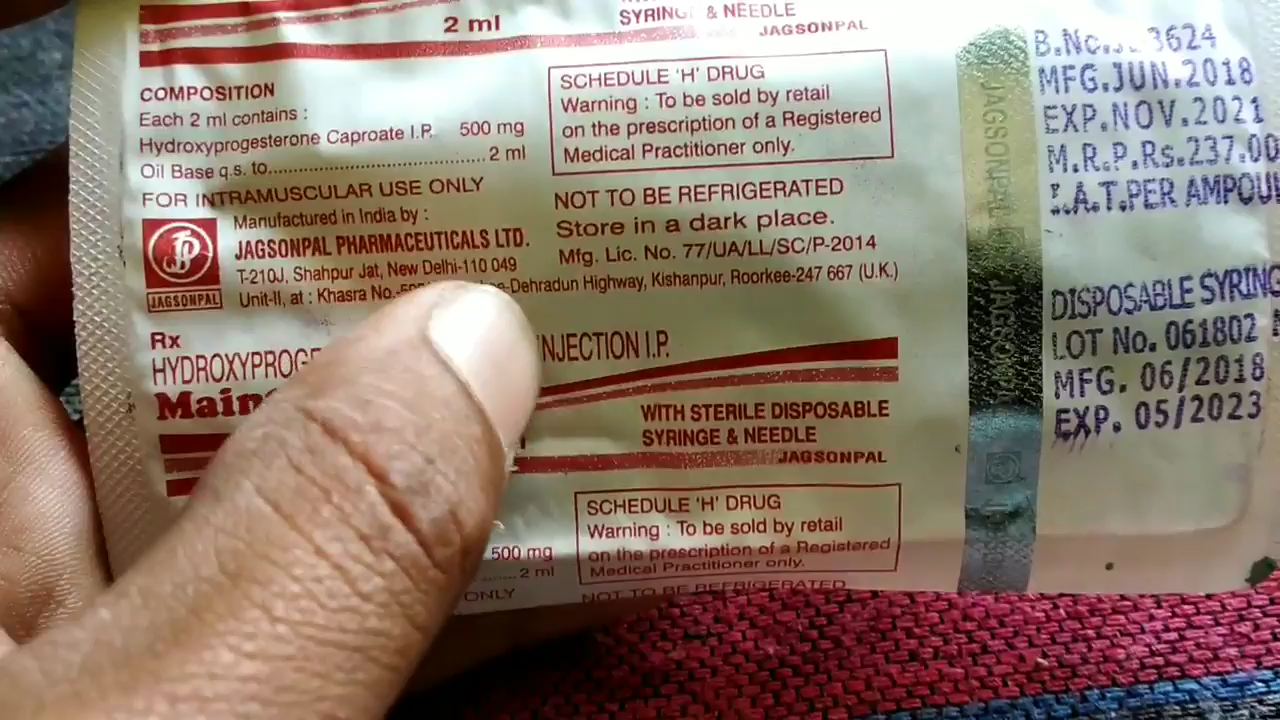 2 ml
SYRINGE & NEEDLE
JAGSONPAL
COMPOSITION
Each 2 ml contains :
Hydroxyprogesterone Caproate I.P. 500 mg
Oil Base q.s. to..........................2 ml
FOR INTRAMUSCULAR USE ONLY
Manufactured in India by :
JAGSONPAL PHARMACEUTICALS LTD.
T-210J, Shahpur Jat, New Delhi-110 049
Unit-II, at : Khasra No.- -Dehradun Highway, Kishanpur, Roorkee-247 667 (U.K.)
JAGSONPAL
SCHEDULE 'H' DRUG
Warning : To be sold by retail
on the prescription of a Registered
Medical Practitioner only.
NOT TO BE REFRIGERATED
Store in a dark place.
Mfg. Lic. No. 77/UA/LL/SC/P-2014
Rx
HYDROXYPROGE NJECTION I.P.
Main
WITH STERILE DISPOSABLE
SYRINGE & NEEDLE
JAGSONPAL
500 mg
2 ml
ONLY
SCHEDULE 'H' DRUG
Warning : To be sold by retail
on the prescription of a Registered
Medical Practitioner only.
NOT TO BE REFRIGERATED
JAGSONPAL
JAGSONPAL
B.No. 3624
MFG.JUN.2018
EXP.NOV.2021
M.R.P.Rs.237.00
I.A.T.PER AMPOU
DISPOSABLE SYRING
LOT No. 061802
MFG. 06/2018
EXP. 05/2023